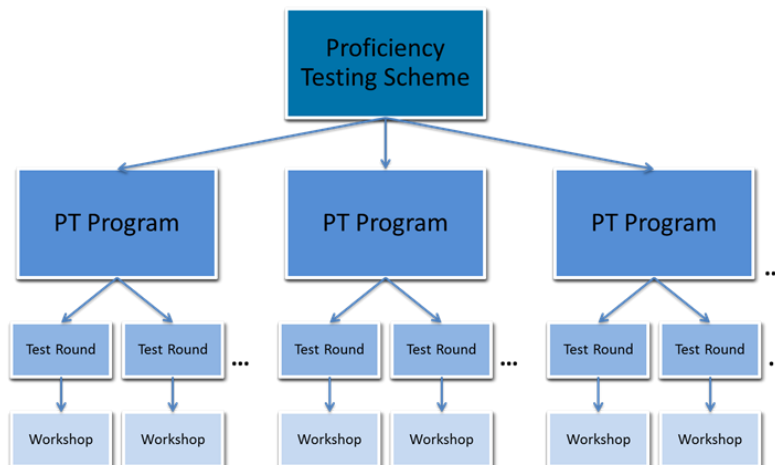 Proficiency
Testing Scheme
PT Program
PT Program
PT Program
...
Test Round
Test Round
...
Test Round
Test Round
...
Test Round
Test Round
...
Workshop
Workshop
Workshop
Workshop
Workshop
Workshop